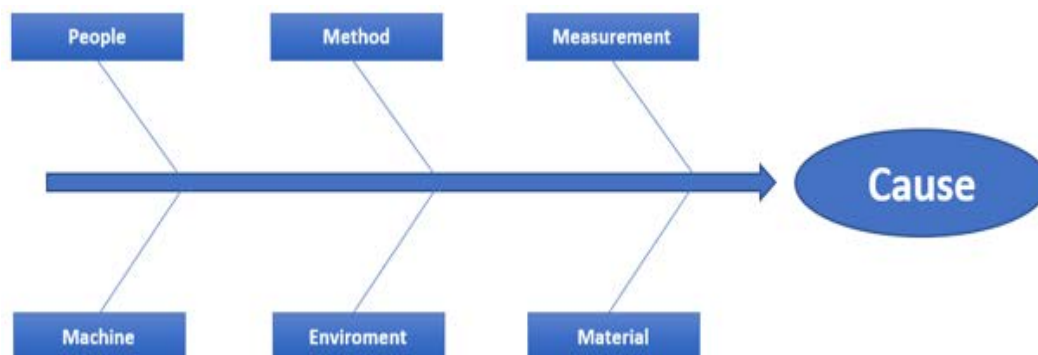 People
Method
Measurement
Cause
Machine
Enviroment
Material